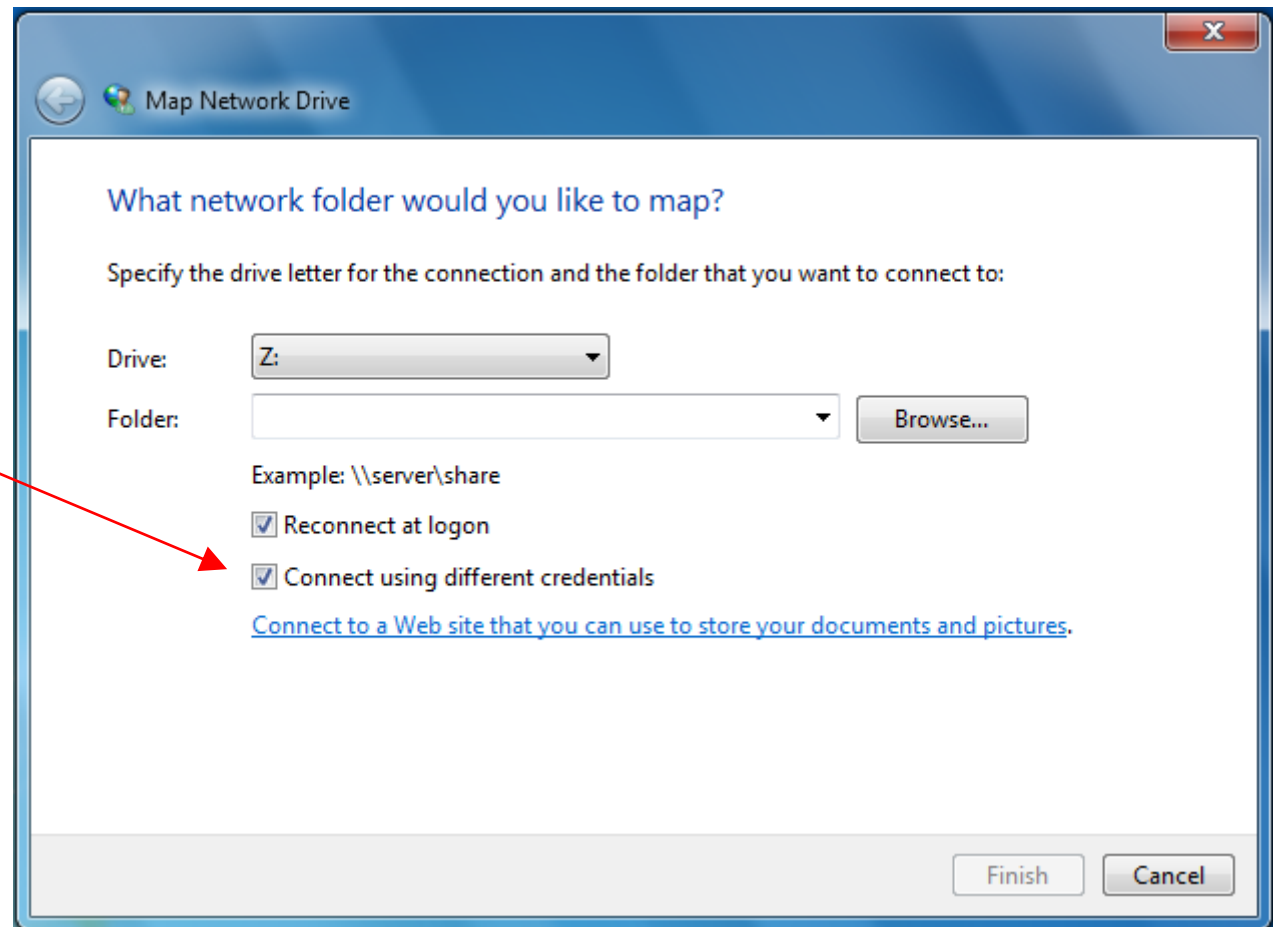 Map Network Drive
What network folder would you like to map?
Specify the drive letter for the connection and the folder that you want to connect to:
Drive: Z:
Folder: Browse...
Example: \\server\share
Reconnect at logon
Connect using different credentials
Connect to a Web site that you can use to store your documents and pictures.
Finish Cancel